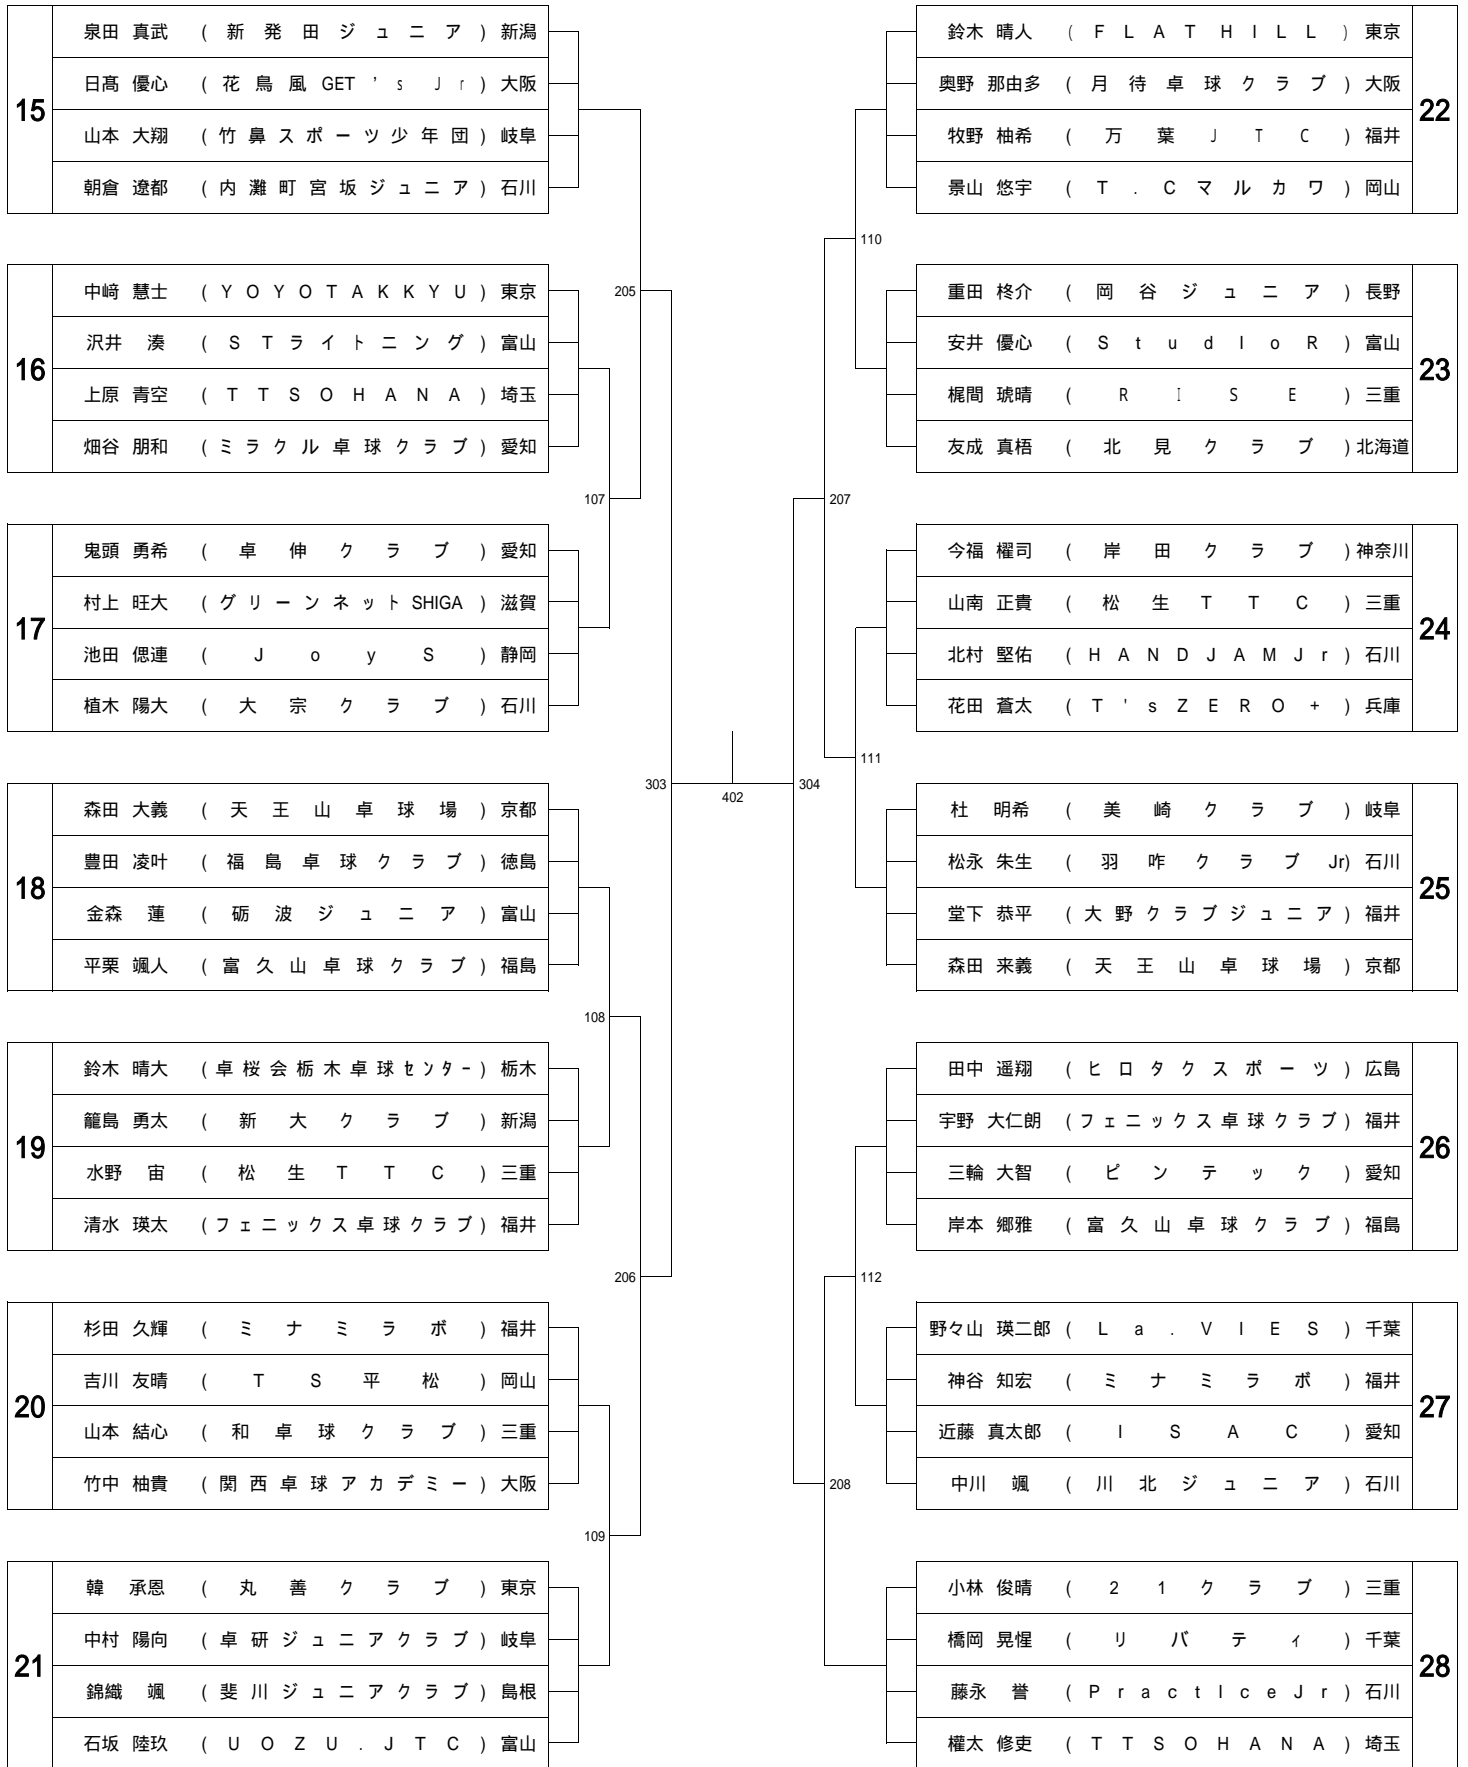 15
泉田 真武 (新発田ジュニア) 新潟
日髙 優心 (花鳥風GET's Jr) 大阪
山本 大翔 (竹鼻スポーツ少年団) 岐阜
朝倉 遼都 (内灘町宮坂ジュニア) 石川
16
中﨑 慧士 (YOYOTAKKYU) 東京
沢井 湊 (STライトニング) 富山
上原 青空 (TTSOHANA) 埼玉
畑谷 朋和 (ミラクル卓球クラブ) 愛知
17
鬼頭 勇希 (卓伸クラブ) 愛知
村上 旺大 (グリーンネットSHIGA) 滋賀
池田 偲連 (JoyS) 静岡
植木 陽大 (大宗クラブ) 石川
18
森田 大義 (天王山卓球場) 京都
豊田 凌叶 (福島卓球クラブ) 徳島
金森 蓮 (砺波ジュニア) 富山
平栗 颯人 (富久山卓球クラブ) 福島
19
鈴木 晴大 (卓桜会栃木卓球センター) 栃木
籠島 勇太 (新大クラブ) 新潟
水野 宙 (松生TTC) 三重
清水 瑛太 (フェニックス卓球クラブ) 福井
20
杉田 久輝 (ミナミラボ) 福井
吉川 友晴 (TS平松) 岡山
山本 結心 (和卓球クラブ) 三重
竹中 柚貴 (関西卓球アカデミー) 大阪
21
韓 承恩 (丸善クラブ) 東京
中村 陽向 (卓研ジュニアクラブ) 岐阜
錦織 颯 (斐川ジュニアクラブ) 島根
石坂 陸玖 (UOZU.JTC) 富山
205
107
303
108
206
109
402
304
110
207
111
112
208
22
鈴木 晴人 (FLATHILL) 東京
奥野 那由多 (月待卓球クラブ) 大阪
牧野 柚希 (万葉JTC) 福井
景山 悠宇 (T.Cマルカワ) 岡山
23
重田 柊介 (岡谷ジュニア) 長野
安井 優心 (StudIoR) 富山
梶間 琥晴 (RISE) 三重
友成 真梧 (北見クラブ) 北海道
24
今福 櫂司 (岸田クラブ) 神奈川
山南 正貴 (松生TTC) 三重
北村 堅佑 (HANDJAMJr) 石川
花田 蒼太 (T'sZERO+) 兵庫
25
杜 明希 (美崎クラブ) 岐阜
松永 朱生 (羽咋クラブJr) 石川
堂下 恭平 (大野クラブジュニア) 福井
森田 来義 (天王山卓球場) 京都
26
田中 遥翔 (ヒロタクスポーツ) 広島
宇野 大仁朗 (フェニックス卓球クラブ) 福井
三輪 大智 (ピンテック) 愛知
岸本 郷雅 (富久山卓球クラブ) 福島
27
野々山 瑛二郎 (La.VIES) 千葉
神谷 知宏 (ミナミラボ) 福井
近藤 真太郎 (ISAC) 愛知
中川 颯 (川北ジュニア) 石川
28
小林 俊晴 (21クラブ) 三重
橋岡 晃惺 (リバティ) 千葉
藤永 誉 (PractIceJr) 石川
權太 修吏 (TTSOHANA) 埼玉